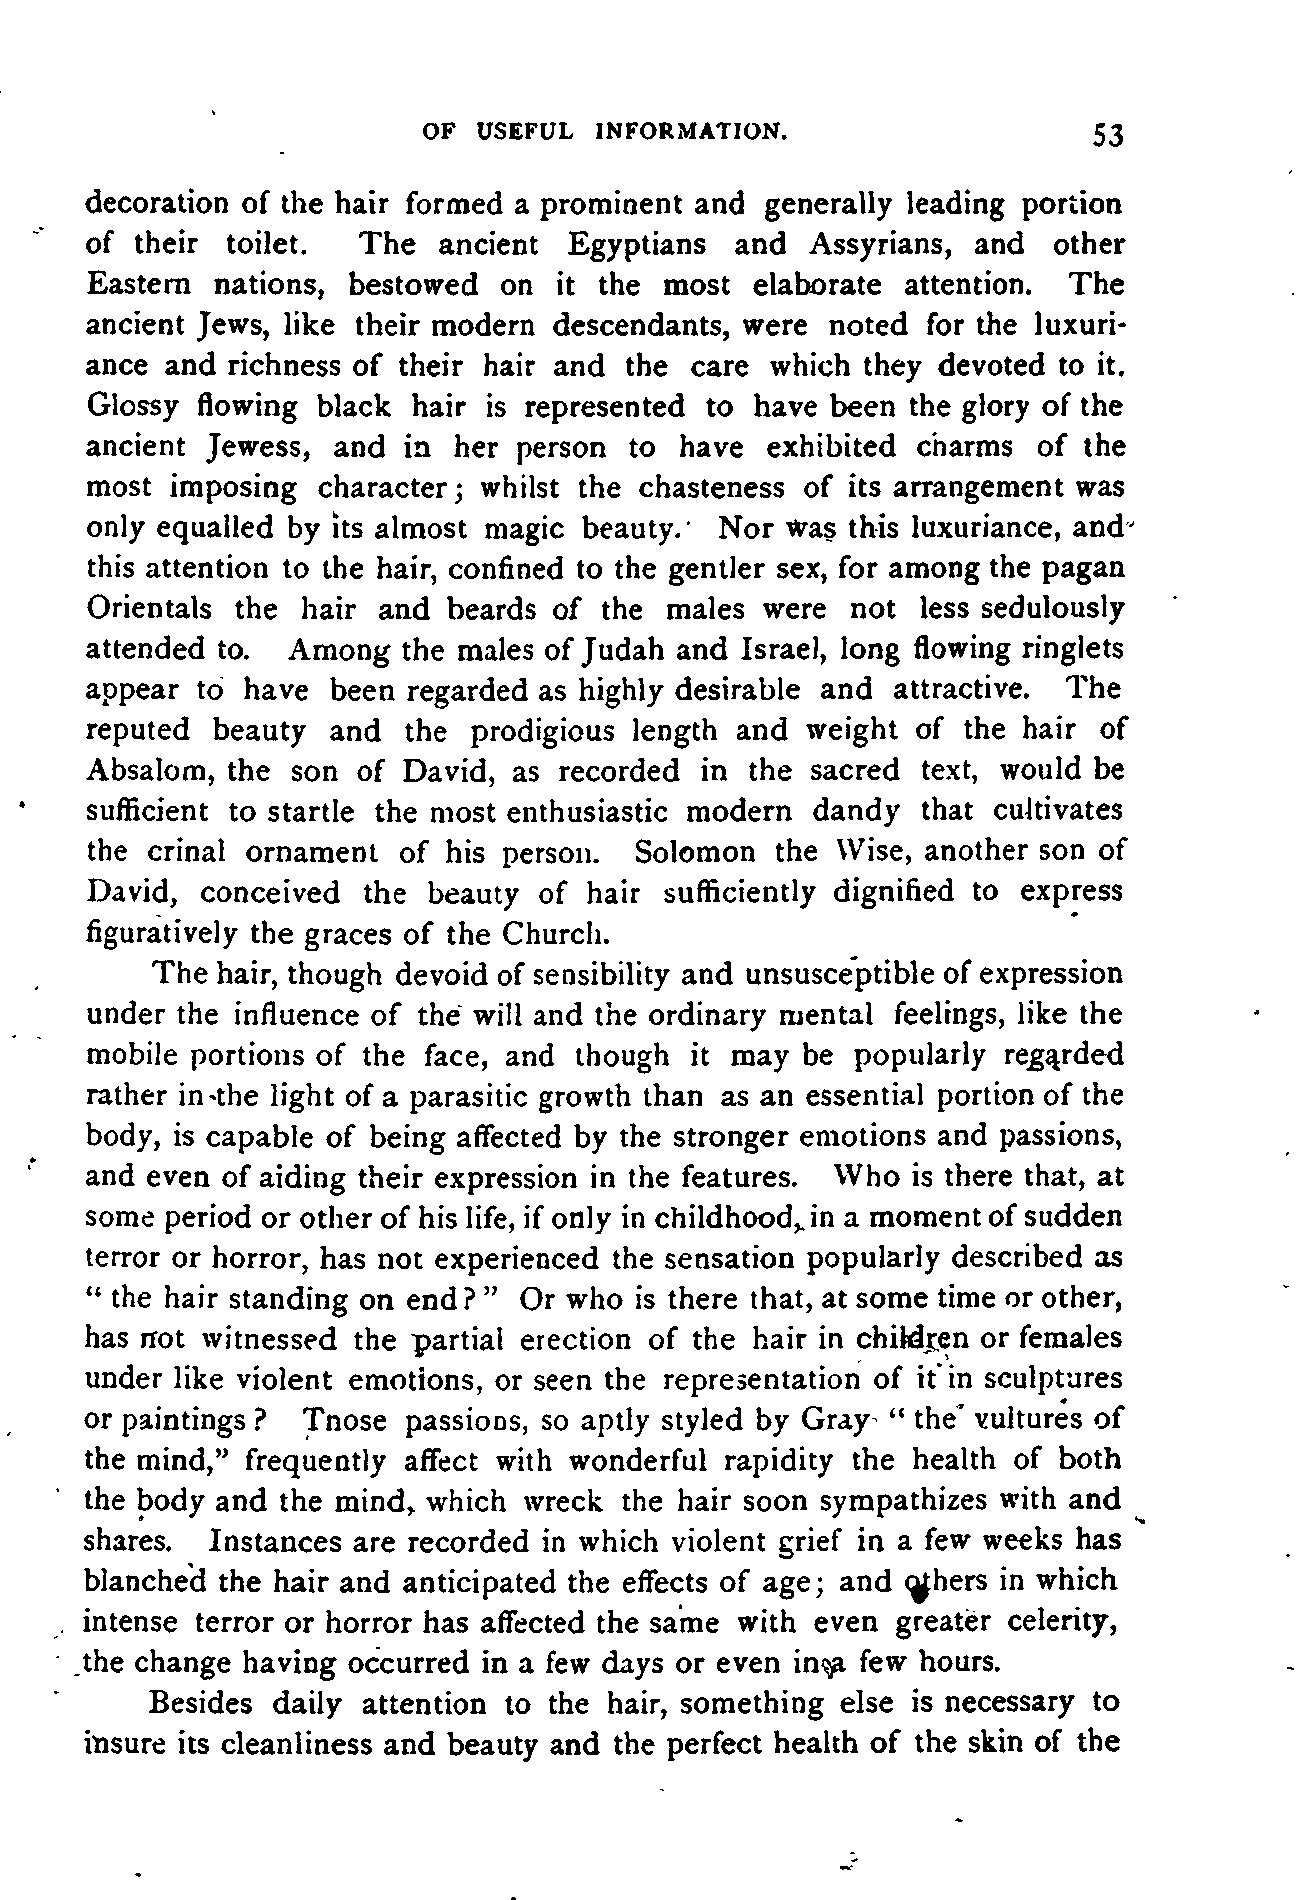 OF USEFUL INFORMATION. 53
decoration of the hair formed a prominent and generally leading portion
of their toilet. The ancient Egyptians and Assyrians, and other
Eastern nations, bestowed on it the most elaborate attention. The
ancient Jews, like their modern descendants, were noted for the luxuri-
ance and richness of their hair and the care which they devoted to it.
Glossy flowing black hair is represented to have been the glory of the
ancient Jewess, and in her person to have exhibited charms of the
most imposing character; whilst the chasteness of its arrangement was
only equalled by its almost magic beauty. Nor was this luxuriance, and
this attention to the hair, confined to the gentler sex, for among the pagan
Orientals the hair and beards of the males were not less sedulously
attended to. Among the males of Judah and Israel, long flowing ringlets
appear to have been regarded as highly desirable and attractive. The
reputed beauty and the prodigious length and weight of the hair of
Absalom, the son of David, as recorded in the sacred text, would be
sufficient to startle the most enthusiastic modern dandy that cultivates
the crinal ornament of his person. Solomon the Wise, another son of
David, conceived the beauty of hair sufficiently dignified to express
figuratively the graces of the Church.
The hair, though devoid of sensibility and unsusceptible of expression
under the influence of the will and the ordinary mental feelings, like the
mobile portions of the face, and though it may be popularly regarded
rather in the light of a parasitic growth than as an essential portion of the
body, is capable of being affected by the stronger emotions and passions,
and even of aiding their expression in the features. Who is there that, at
some period or other of his life, if only in childhood, in a moment of sudden
terror or horror, has not experienced the sensation popularly described as
“ the hair standing on end? ” Or who is there that, at some time or other,
has not witnessed the partial erection of the hair in children or females
under like violent emotions, or seen the representation of it in sculptures
or paintings? Tnose passions, so aptly styled by Gray “ the vultures of
the mind,” frequently affect with wonderful rapidity the health of both
the body and the mind, which wreck the hair soon sympathizes with and
shares. Instances are recorded in which violent grief in a few weeks has
blanched the hair and anticipated the effects of age; and others in which
intense terror or horror has affected the same with even greater celerity,
the change having occurred in a few days or even in a few hours.
Besides daily attention to the hair, something else is necessary to
insure its cleanliness and beauty and the perfect health of the skin of the